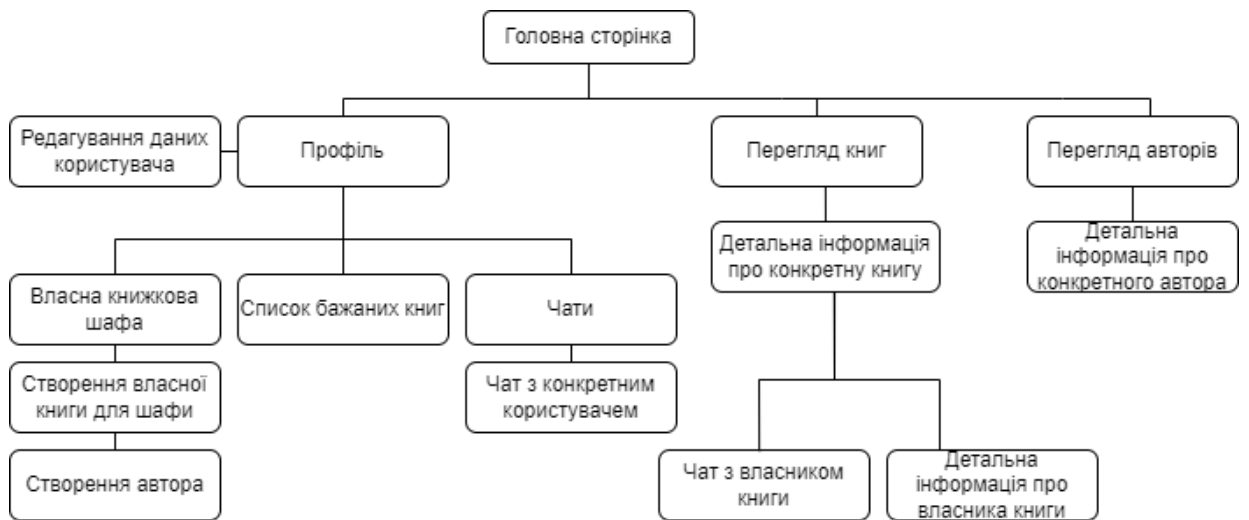 Головна сторінка
Редагування даних
користувача
Профіль
Перегляд книг
Перегляд авторів
Детальна інформація
про конкретну книгу
Детальна
інформація про
конкретного автора
Власна книжкова
шафа
Список бажаних книг
Чати
Створення власної
книги для шафи
Чат з конкретним
користувачем
Створення автора
Чат з власником
книги
Детальна
інформація про
власника книги